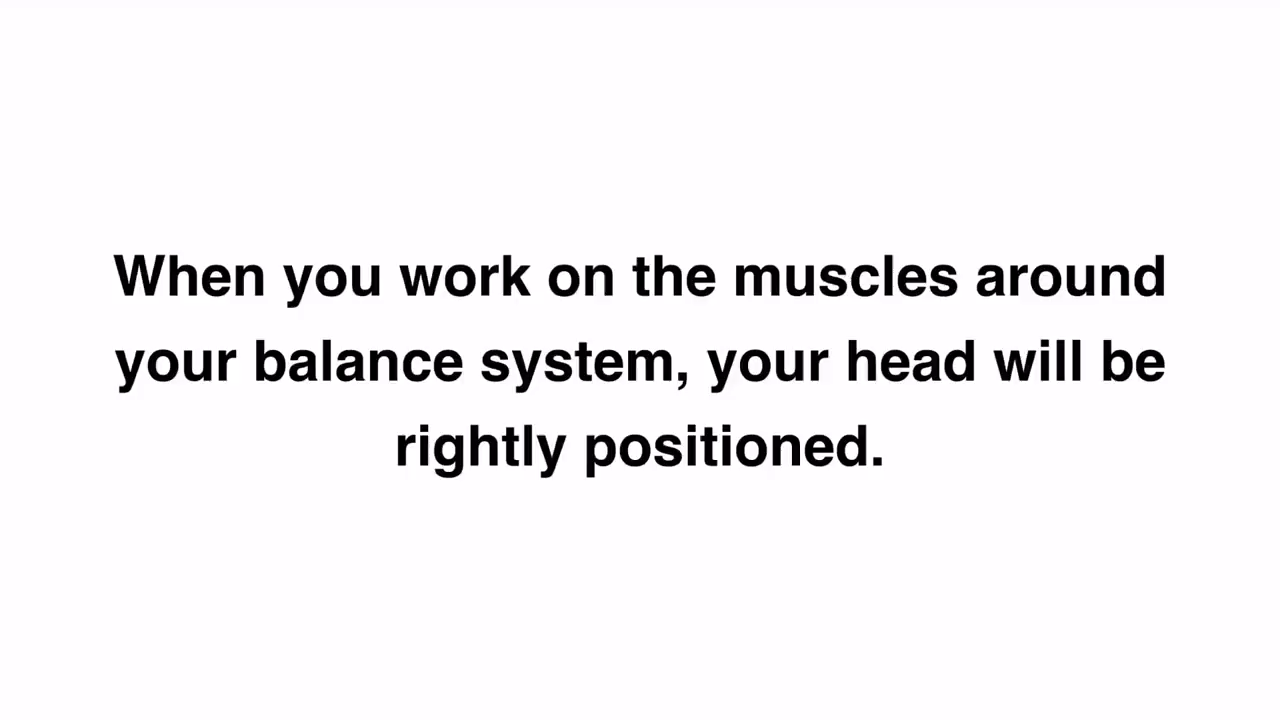 When you work on the muscles around
your balance system, your head will be
rightly positioned.